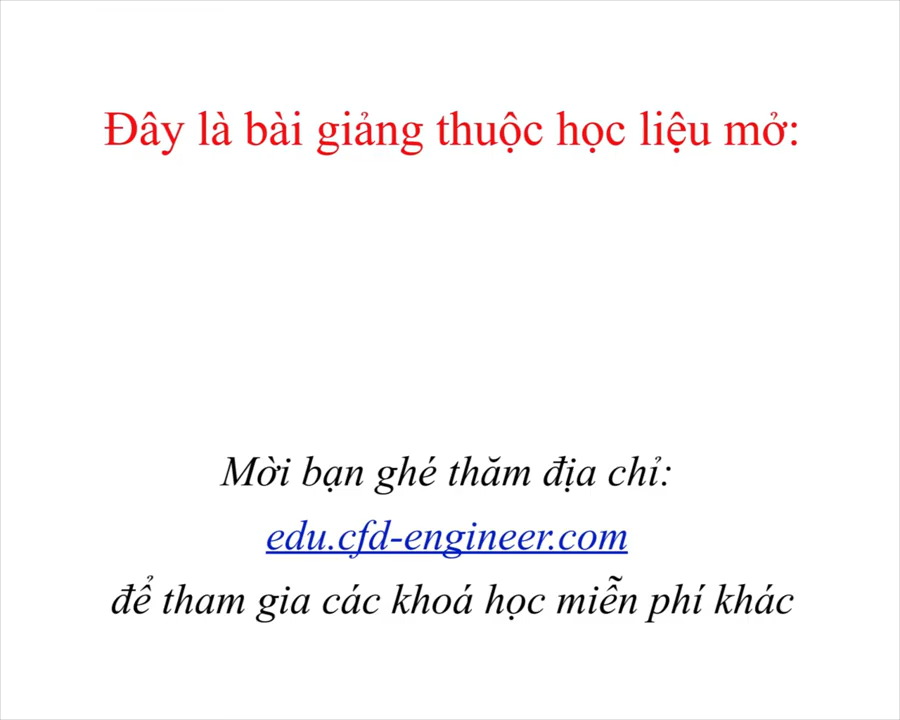 Đây là bài giảng thuộc học liệu mở:
Mời bạn ghé thăm địa chỉ:
edu.cfd-engineer.com
để tham gia các khoá học miễn phí khác